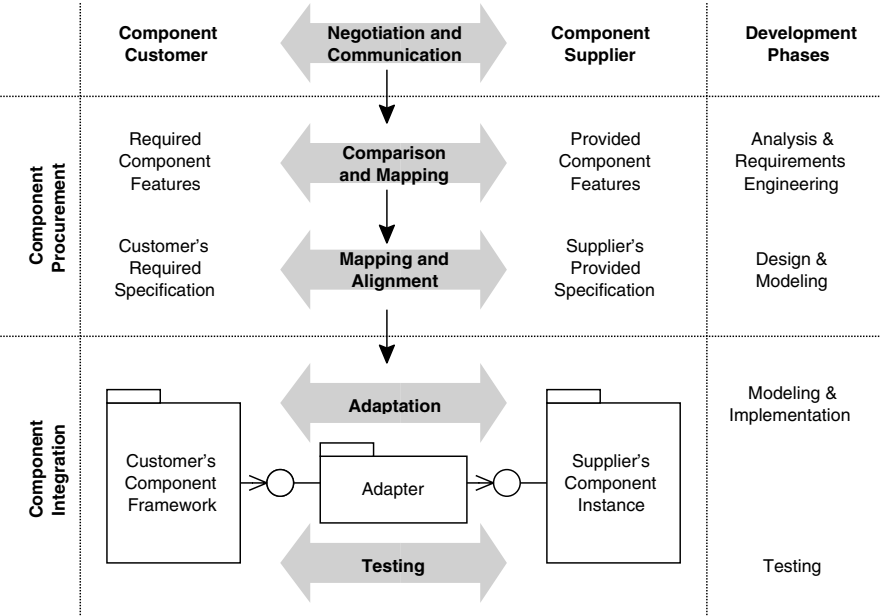 Component
Customer
Negotiation and
Communication
Component
Supplier
Development
Phases
Component
Procurement
Required
Component
Features
Comparison
and Mapping
Provided
Component
Features
Analysis &
Requirements
Engineering
Customer's
Required
Specification
Mapping and
Alignment
Supplier's
Provided
Specification
Design &
Modeling
Component
Integration
Adaptation
Modeling &
Implementation
Customer's
Component
Framework
Adapter
Supplier's
Component
Instance
Testing
Testing